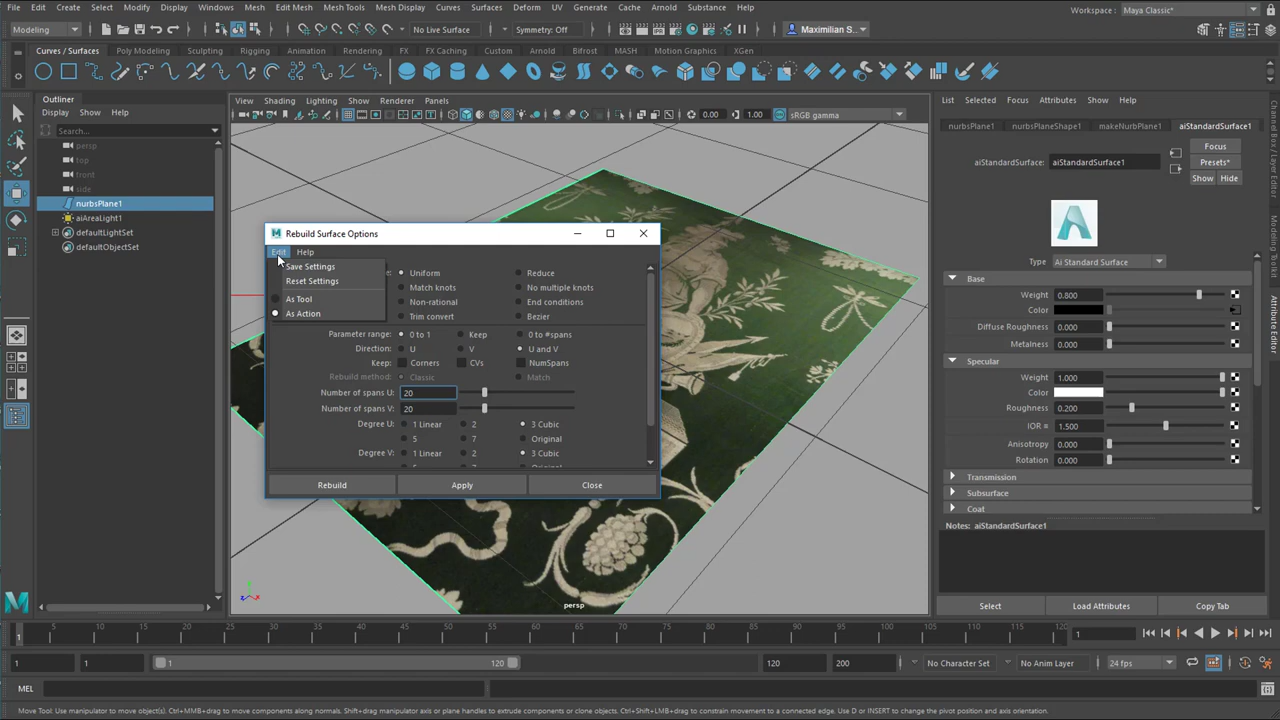 File Edit Create Select Modify Display Windows Mesh Edit Mesh Mesh Tools Mesh Display Curves Surfaces Deform UV Generate Cache Arnold Substance Help
Workspace : Maya Classic*
Modeling No Live Surface Symmetry: Off Maximilian S...
Curves / Surfaces Poly Modeling Sculpting Rigging Animation Rendering FX FX Caching Custom Arnold Bifrost MASH Motion Graphics XGen
Outliner
Display Show Help
Search...
persp
top
front
side
nurbsPlane1
aiAreaLight1
defaultLightSet
defaultObjectSet
View Shading Lighting Show Renderer Panels
0.00 1.00 sRGB gamma
Rebuild Surface Options
Edit Help
Save Settings
Reset Settings
As Tool
As Action
Uniform Reduce
Match knots No multiple knots
Non-rational End conditions
Trim convert Bezier
Parameter range: 0 to 1 Keep 0 to #spans
Direction: U V U and V
Keep: Corners CVs NumSpans
Rebuild method: Classic Match
Number of spans U: 20
Number of spans V: 20
Degree U: 1 Linear 2 3 Cubic
5 7 Original
Degree V: 1 Linear 2 3 Cubic
Rebuild Apply Close
persp
List Selected Focus Attributes Show Help
nurbsPlane1 nurbsPlaneShape1 makeNurbPlane1 aiStandardSurface1
Focus
aiStandardSurface: aiStandardSurface1 Presets*
Show Hide
Type Ai Standard Surface
Base
Weight 0.800
Color
Diffuse Roughness 0.000
Metalness 0.000
Specular
Weight 1.000
Color
Roughness 0.200
IOR = 1.500
Anisotropy 0.000
Rotation 0.000
Transmission
Subsurface
Coat
Notes: aiStandardSurface1
Select Load Attributes Copy Tab
Channel Box / Layer Editor
Modeling Toolkit
Attribute Editor
5 10 15 20 25 30 35 40 45 50 55 60 65 70 75 80 85 90 95 100 105 110 115 120
1 1
1 1 1 120 120 200 No Character Set No Anim Layer 24 fps
MEL
Move Tool: Use manipulator to move object(s). Ctrl+MMB+drag to move components along normals. Shift+drag manipulator axis or plane handles to extrude components or clone objects. Ctrl+Shift+LMB+drag to constrain movement to a connected edge. Use D or INSERT to change the pivot position and axis orientation.